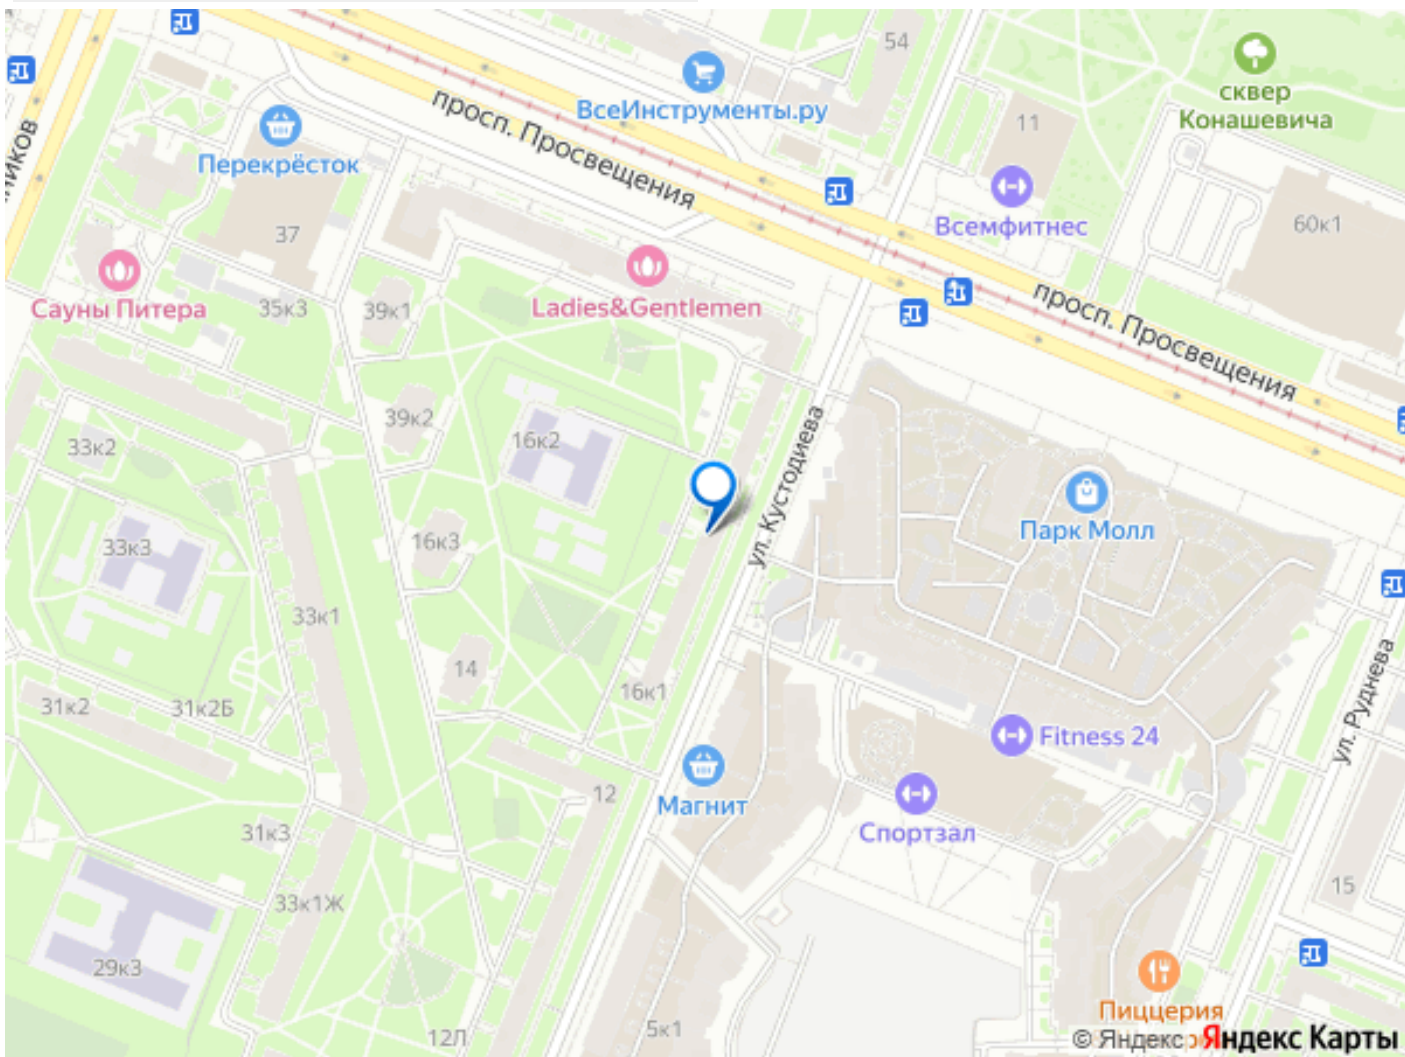 54
ВсеИнструменты.ру
сквер
Конашевича
просп. Просвещения
11
Перекрёсток
37
Всемфитнес
60к1
Сауны Питера
35к3
39к1
Ladies&Gentlemen
просп. Просвещения
39к2
33к2
16к2
ул. Кустодиева
Парк Молл
33к3
16к3
33к1
14
16к1
31к2
31к2Б
ул. Руднева
Fitness 24
Магнит
12
Спортзал
31к3
33к1Ж
15
29к3
Пиццерия
12Л
5к1
© Яндекс Яндекс Карты